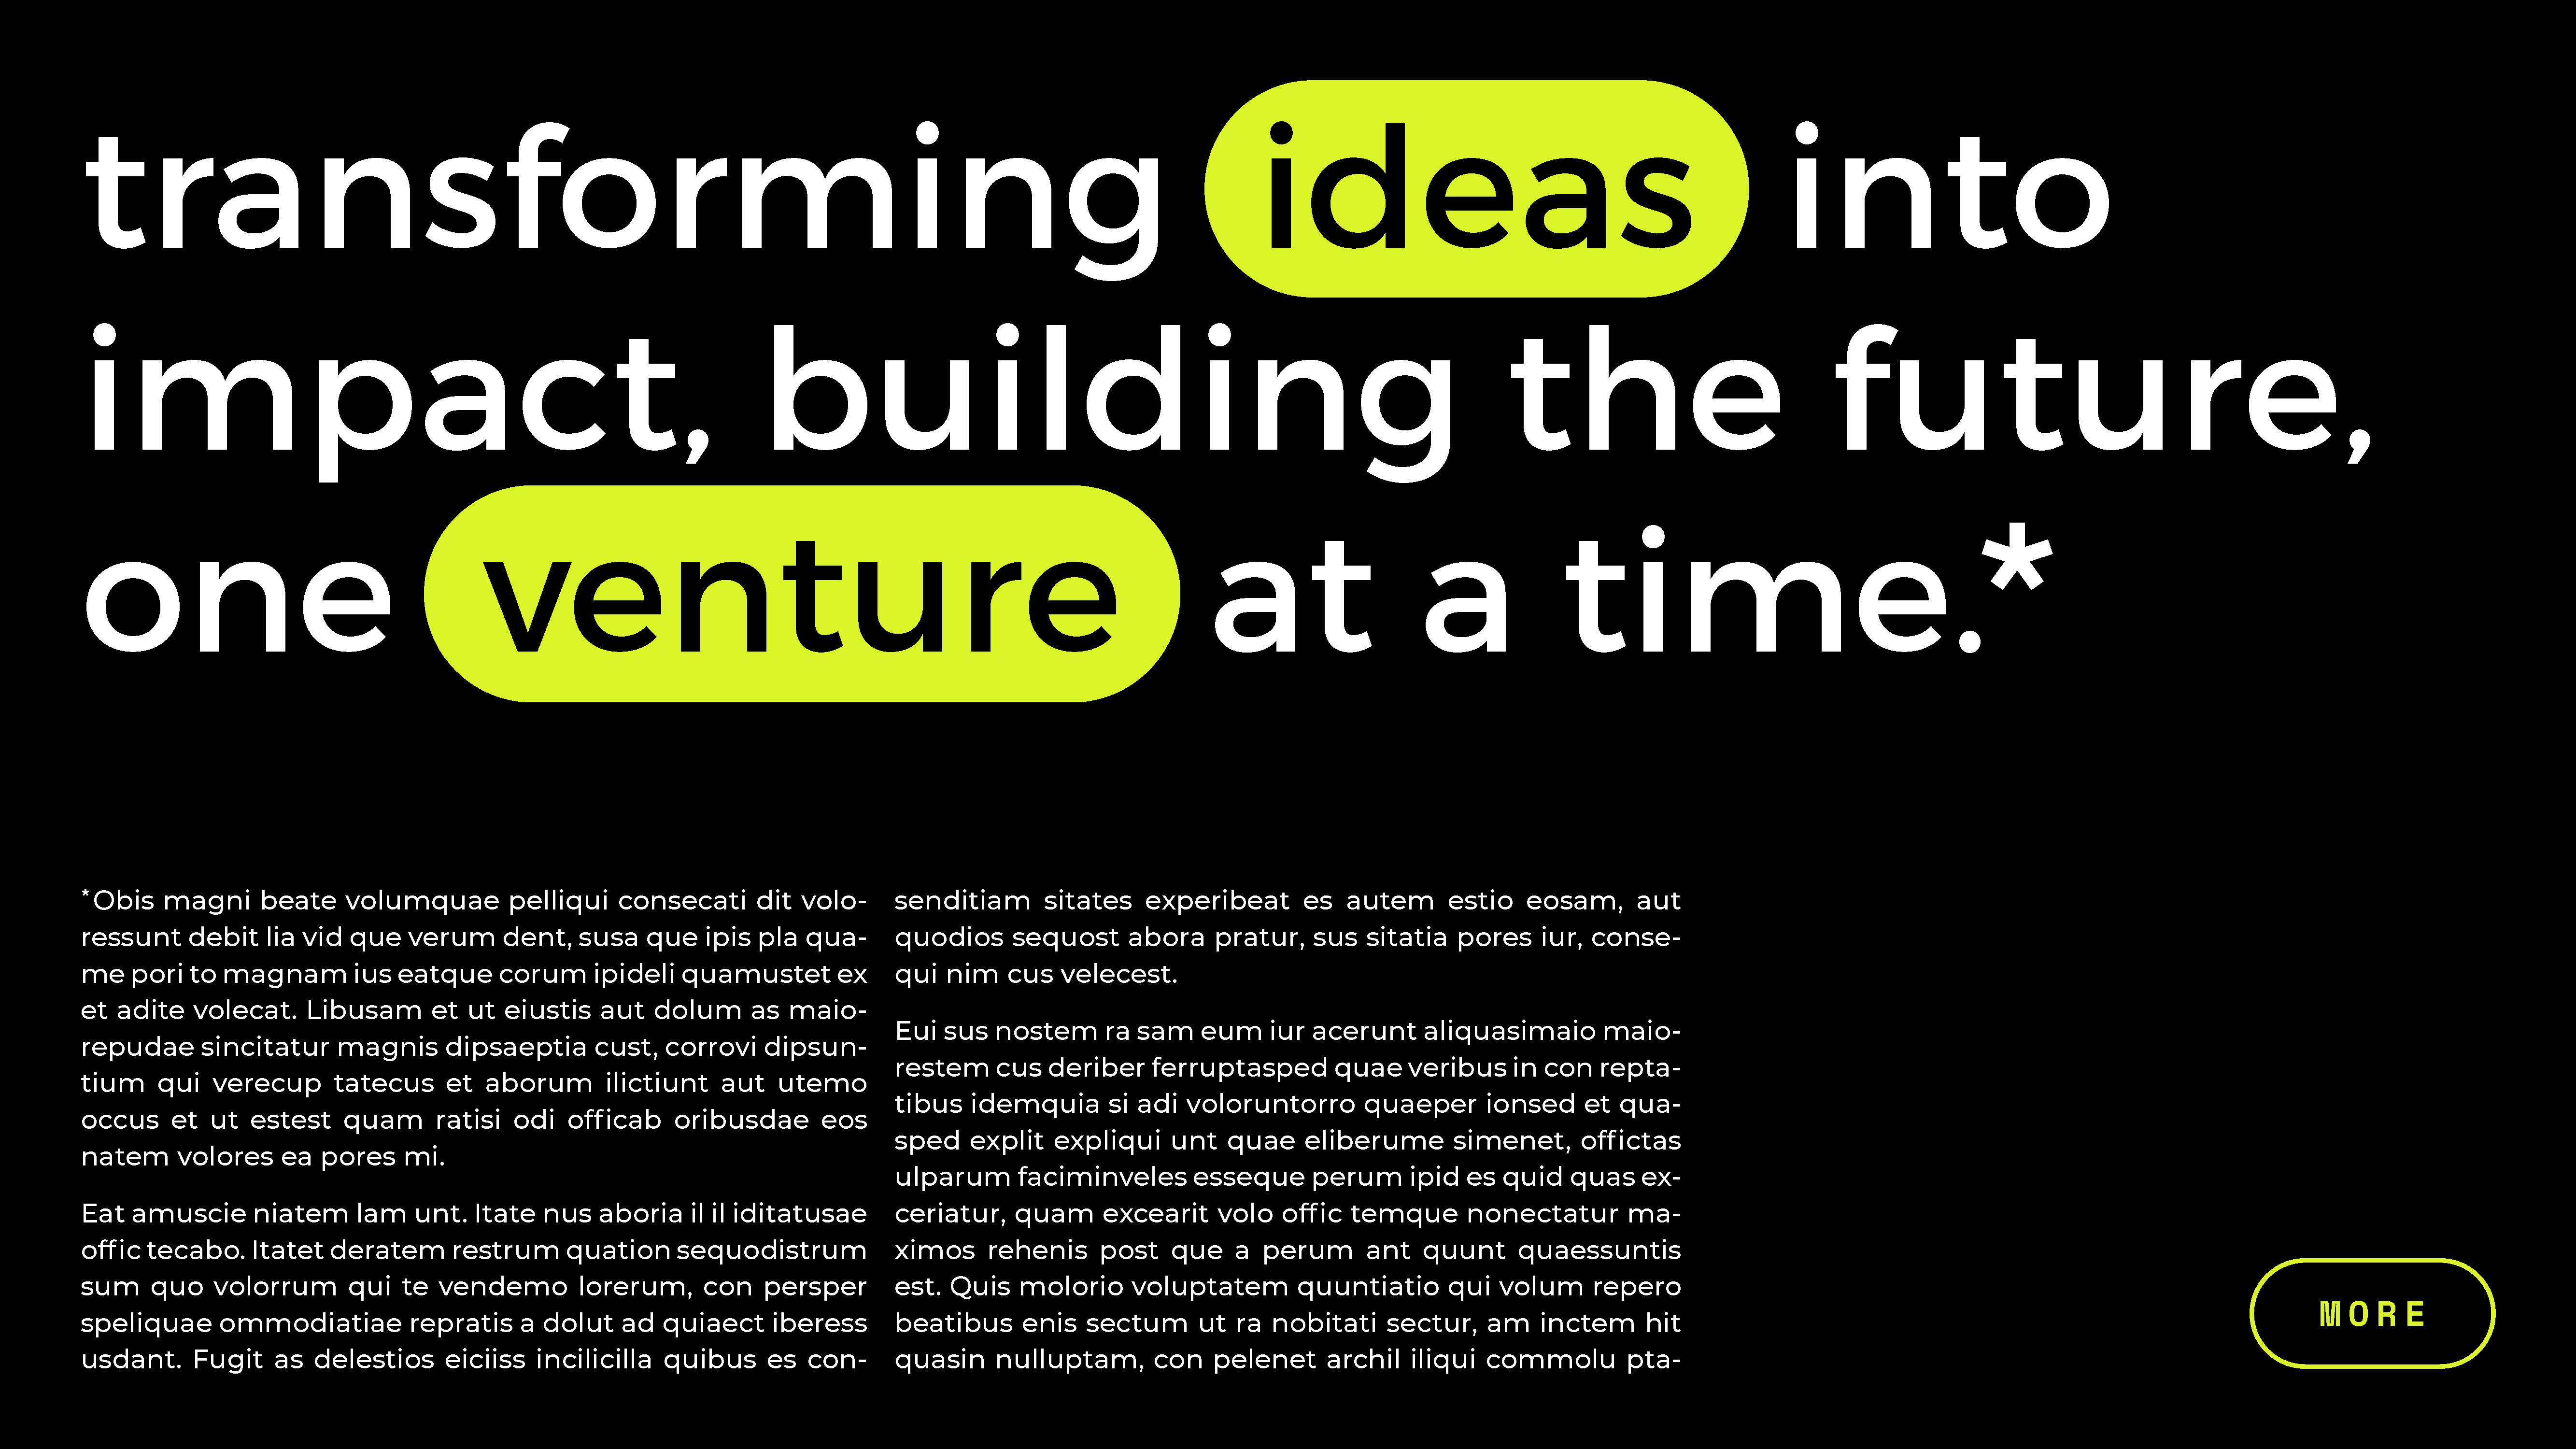 transforming ideas into
impact, building the future,
one venture at a time.*
*Obis magni beate volumquae pelliqui consecati dit volo-
ressunt debit lia vid que verum dent, susa que ipis pla qua-
me pori to magnam ius eatque corum ipideli quamustet ex
et adite volecat. Libusam et ut eiustis aut dolum as maio-
repudae sincitatur magnis dipsaeptia cust, corrovi dipsun-
tium qui verecup tatecus et aborum ilictiunt aut utemo
occus et ut estest quam ratisi odi officab oribusdae eos
natem volores ea pores mi.
Eat amuscie niatem lam unt. Itate nus aboria il il iditatusae
offic tecabo. Itatet deratem restrum quation sequodistrum
sum quo volorrum qui te vendemo lorerum, con persper
speliquae ommodiatiae repratis a dolut ad quiaect iberess
usdant. Fugit as delestios eiciiss incilicilla quibus es con-
senditiam sitates experibeat es autem estio eosam, aut
quodios sequost abora pratur, sus sitatia pores iur, conse-
qui nim cus velecest.
Eui sus nostem ra sam eum iur acerunt aliquasimaio maio-
restem cus deriber ferruptasped quae veribus in con repta-
tibus idemquia si adi voloruntorro quaeper ionsed et qua-
sped explit expliqui unt quae eliberume simenet, offictas
ulparum faciminveles esseque perum ipid es quid quas ex-
ceriatur, quam excearit volo offic temque nonectatur ma-
ximos rehenis post que a perum ant quunt quaessuntis
est. Quis molorio voluptatem quuntiatio qui volum repero
beatibus enis sectum ut ra nobitati sectur, am inctem hit
quasin nulluptam, con pelenet archil iliqui commolu pta-
MORE